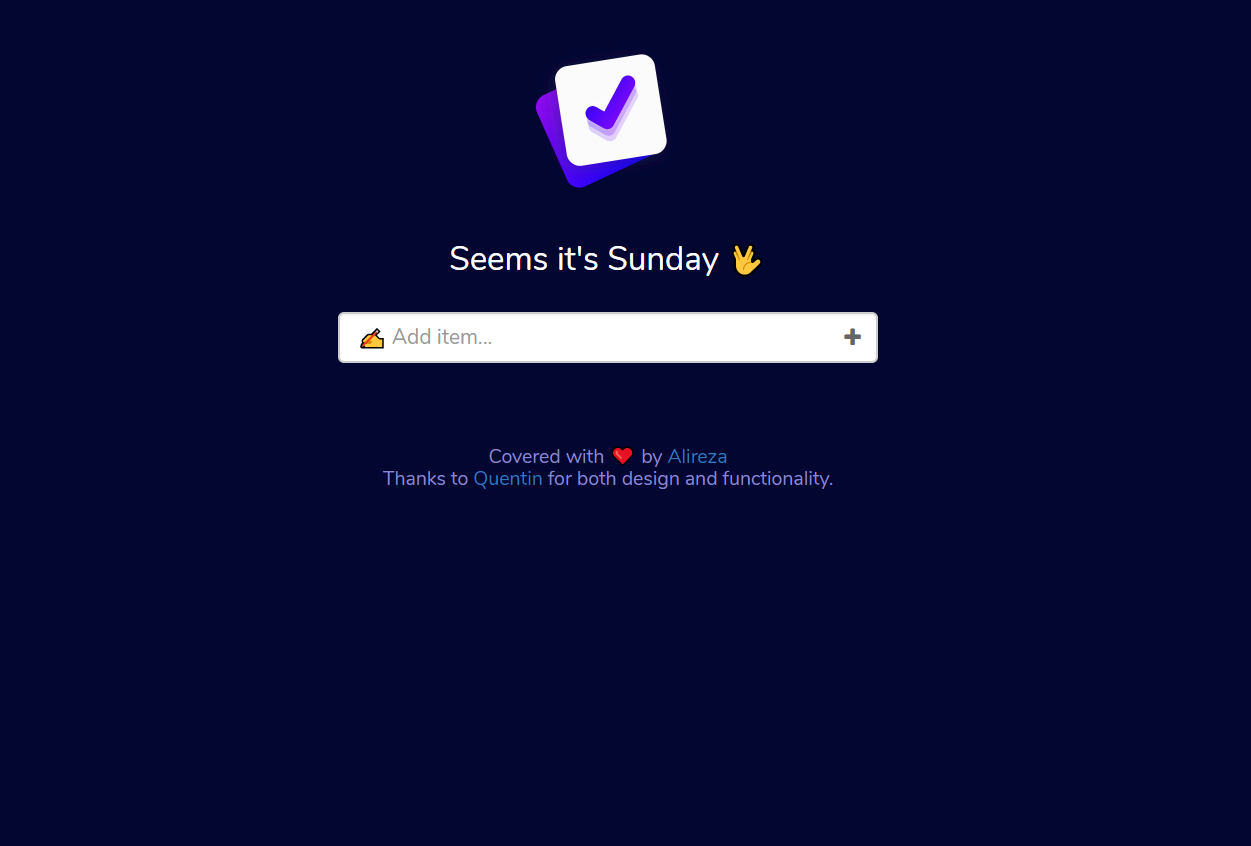 Seems it's Sunday 🖖
✍ Add item...
Covered with ❤ by Alireza
Thanks to Quentin for both design and functionality.